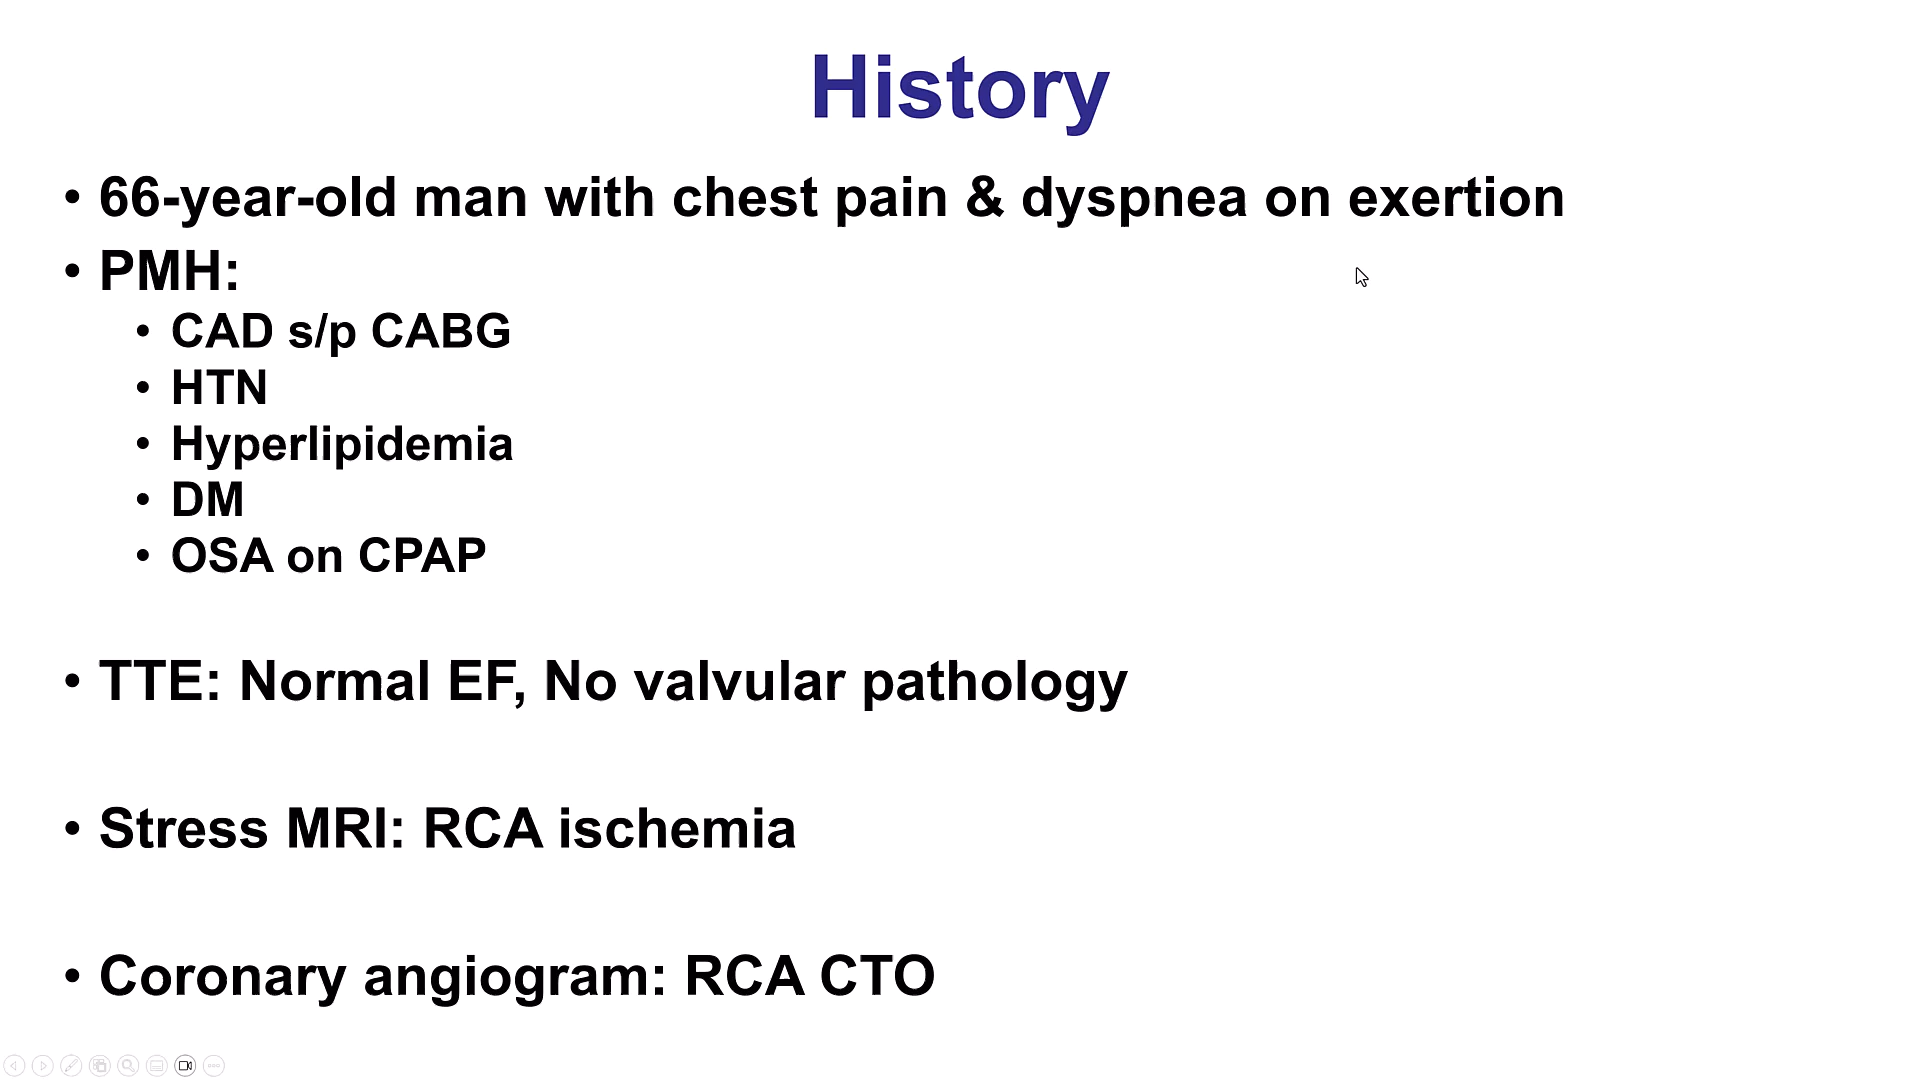 History
• 66-year-old man with chest pain & dyspnea on exertion
• PMH:
• CAD s/p CABG
• HTN
• Hyperlipidemia
• DM
• OSA on CPAP
• TTE: Normal EF, No valvular pathology
• Stress MRI: RCA ischemia
• Coronary angiogram: RCA CTO